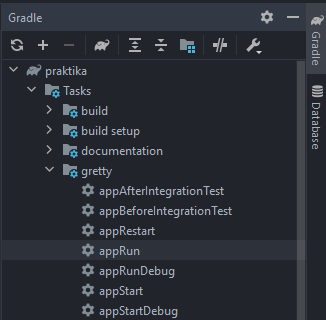 Gradle
praktika
Tasks
build
build setup
documentation
gretty
appAfterIntegrationTest
appBeforeIntegrationTest
appRestart
appRun
appRunDebug
appStart
appStartDebug
Gradle
Database